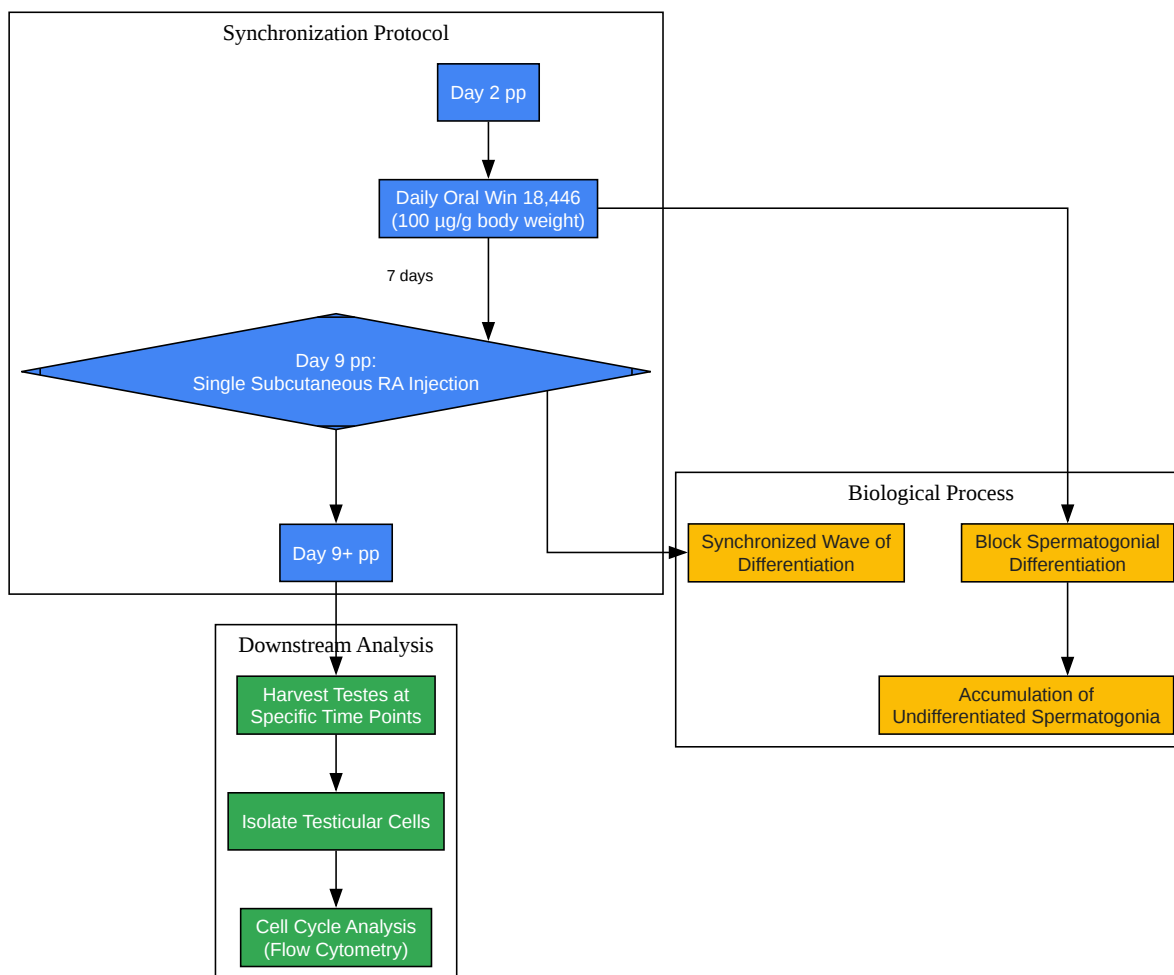 Synchronization Protocol
Day 2 pp
Daily Oral Win 18,446
(100 µg/g body weight)
7 days
Day 9 pp:
Single Subcutaneous RA Injection
Day 9+ pp
Biological Process
Synchronized Wave of
Differentiation
Block Spermatogonial
Differentiation
Accumulation of
Undifferentiated Spermatogonia
Downstream Analysis
Harvest Testes at
Specific Time Points
Isolate Testicular Cells
Cell Cycle Analysis
(Flow Cytometry)